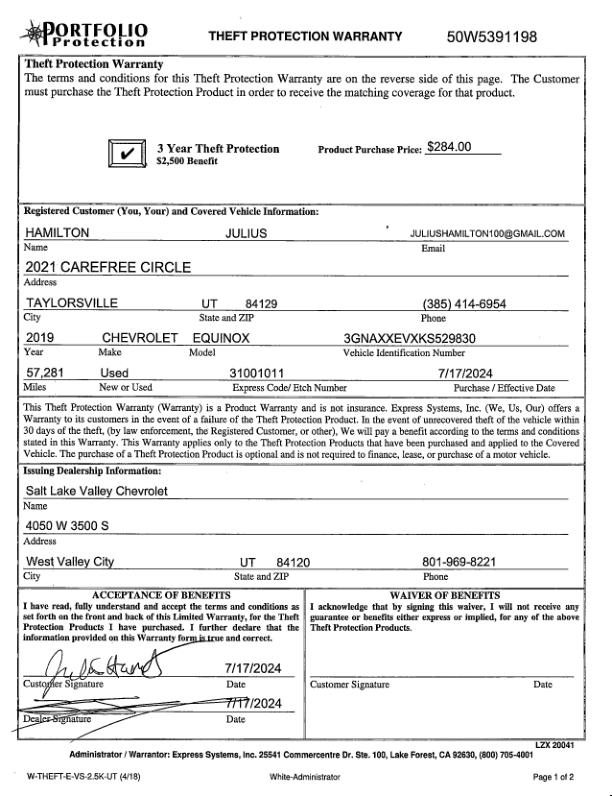 PORTFOLIO
Protection
THEFT PROTECTION WARRANTY 50W5391198
Theft Protection Warranty
The terms and conditions for this Theft Protection Warranty are on the reverse side of this page. The Customer
must purchase the Theft Protection Product in order to receive the matching coverage for that product.
✓ 3 Year Theft Protection Product Purchase Price: $284.00
$2,500 Benefit
Registered Customer (You, Your) and Covered Vehicle Information:
HAMILTON JULIUS JULIUSHAMILTON100@GMAIL.COM
Name Email
2021 CAREFREE CIRCLE
Address
TAYLORSVILLE UT 84129 (385) 414-6954
City State and ZIP Phone
2019 CHEVROLET EQUINOX 3GNAXXEVXKS529830
Year Make Model Vehicle Identification Number
57,281 Used 31001011 7/17/2024
Miles New or Used Express Code/ Etch Number Purchase / Effective Date
This Theft Protection Warranty (Warranty) is a Product Warranty and is not insurance. Express Systems, Inc. (We, Us, Our) offers a
Warranty to its customers in the event of a failure of the Theft Protection Product. In the event of unrecovered theft of the vehicle within
30 days of the theft, (by law enforcement, the Registered Customer, or other), We will pay a benefit according to the terms and conditions
stated in this Warranty. This Warranty applies only to the Theft Protection Products that have been purchased and applied to the Covered
Vehicle. The purchase of a Theft Protection Product is optional and is not required to finance, lease, or purchase of a motor vehicle.
Issuing Dealership Information:
Salt Lake Valley Chevrolet
Name
4050 W 3500 S
Address
West Valley City UT 84120 801-969-8221
City State and ZIP Phone
ACCEPTANCE OF BENEFITS
I have read, fully understand and accept the terms and conditions as
set forth on the front and back of this Limited Warranty, for the Theft
Protection Products I have purchased. I further declare that the
information provided on this Warranty form is true and correct.
7/17/2024
Customer Signature Date
7/17/2024
Dealer Signature Date
WAIVER OF BENEFITS
I acknowledge that by signing this waiver, I will not receive any
guarantee or benefits either express or implied, for any of the above
Theft Protection Products.
Customer Signature Date
LZX 20041
Administrator / Warrantor: Express Systems, Inc. 25541 Commercentre Dr. Ste. 100, Lake Forest, CA 92630, (800) 705-4001
W-THEFT-E-VS-2.5K-UT (4/18) White-Administrator Page 1 of 2